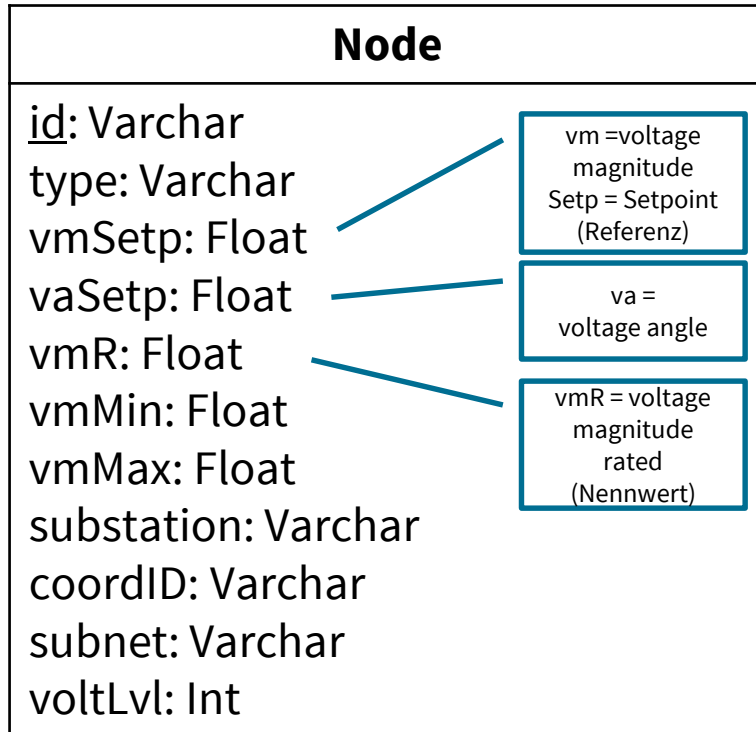 Node
id: Varchar
type: Varchar
vmSetp: Float
vaSetp: Float
vmR: Float
vmMin: Float
vmMax: Float
substation: Varchar
coordID: Varchar
subnet: Varchar
voltLvl: Int
vm =voltage
magnitude
Setp = Setpoint
(Referenz)
va =
voltage angle
vmR = voltage
magnitude
rated
(Nennwert)